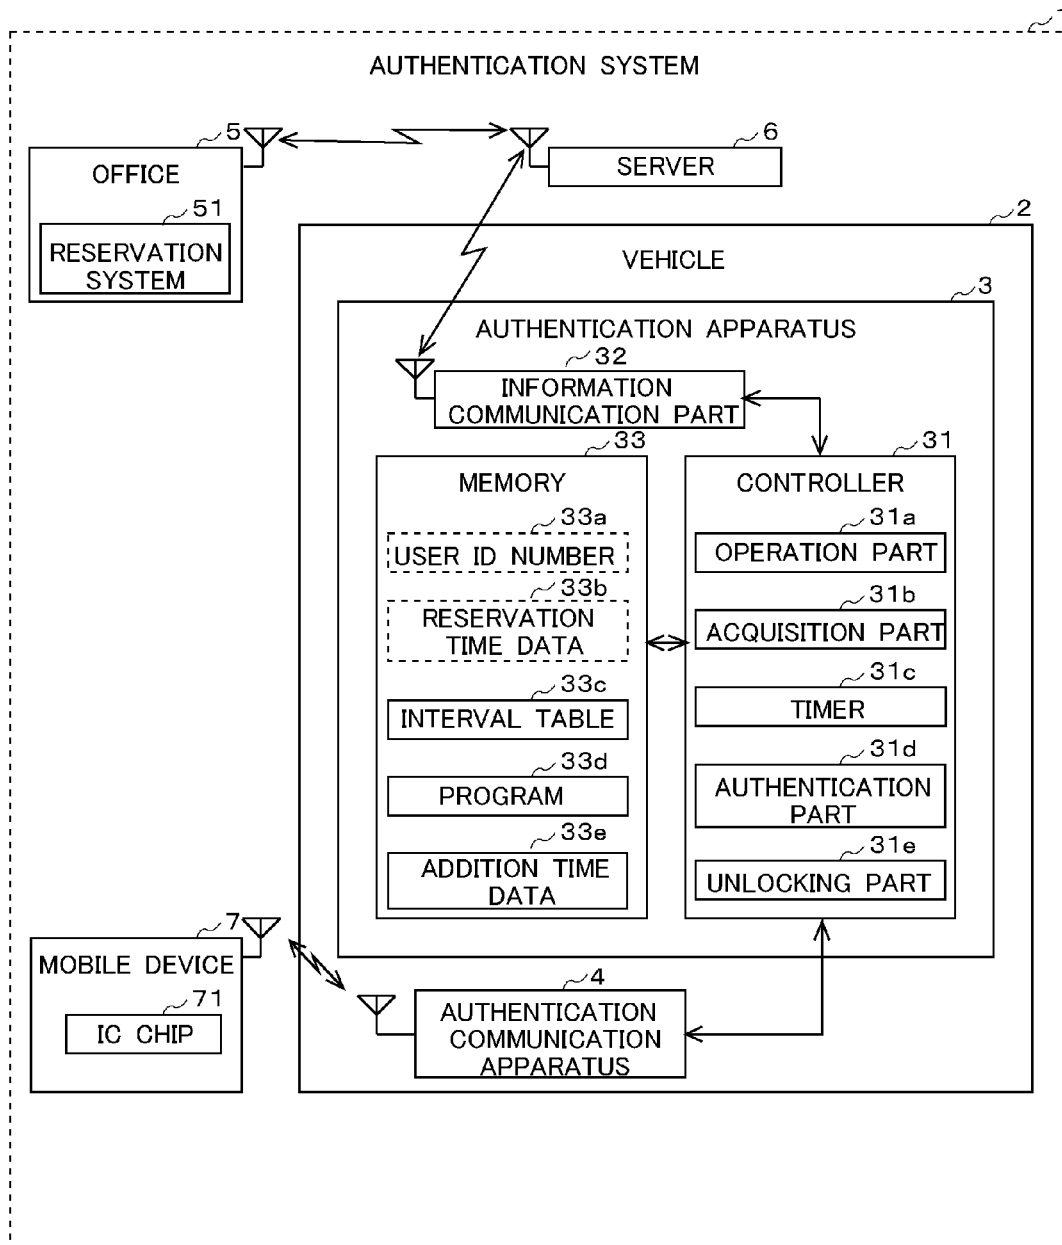 AUTHENTICATION SYSTEM
5
OFFICE
51
RESERVATION
SYSTEM
6
SERVER
2
VEHICLE
3
AUTHENTICATION APPARATUS
32
INFORMATION
COMMUNICATION PART
33
MEMORY
33a
USER ID NUMBER
33b
RESERVATION
TIME DATA
33c
INTERVAL TABLE
33d
PROGRAM
33e
ADDITION TIME
DATA
31
CONTROLLER
31a
OPERATION PART
31b
ACQUISITION PART
31c
TIMER
31d
AUTHENTICATION
PART
31e
UNLOCKING PART
7
MOBILE DEVICE
71
IC CHIP
4
AUTHENTICATION
COMMUNICATION
APPARATUS